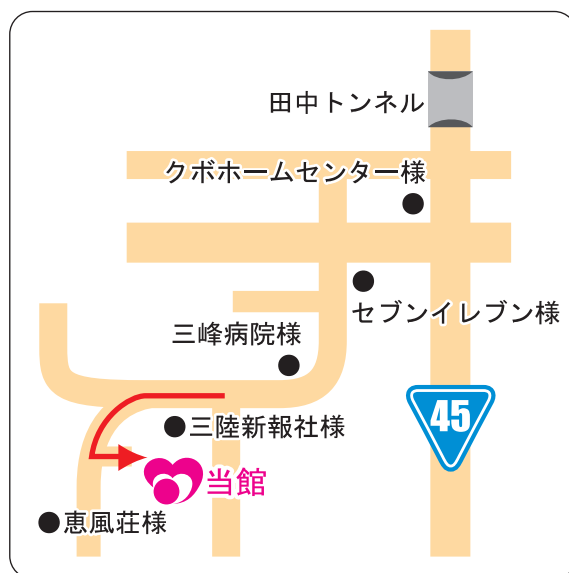 田中トンネル
クボホームセンター様
セブンイレブン様
三峰病院様
45
三陸新報社様
当館
恵風荘様